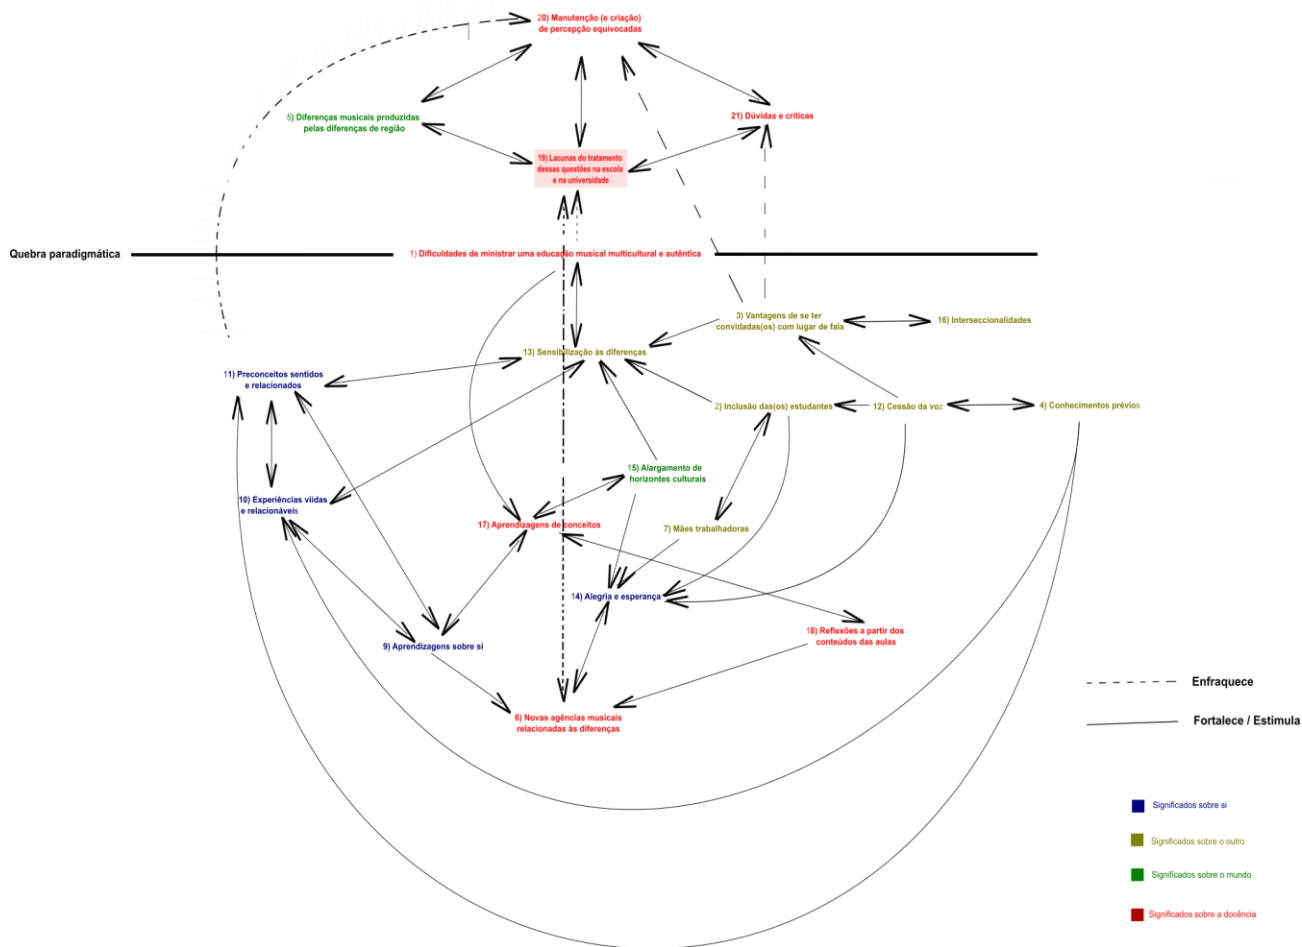 20) Manutenção (e criação)
de percepção equivocadas
5) Diferenças musicais produzidas
pelas diferenças de região
21) Dúvidas e críticas
19) Lacunas do tratamento
dessas questões na escola
e na universidade
Quebra paradigmática
1) Dificuldades de ministrar uma educação musical multicultural e autêntica
3) Vantagens de se ter
convidadas(os) com lugar de fala
16) Interseccionalidades
13) Sensibilização às diferenças
11) Preconceitos sentidos
e relacionados
2) Inclusão das(os) estudantes
12) Cessão da voz
4) Conhecimentos prévios
15) Alargamento de
horizontes culturais
10) Experiências viidas
e relacionáveis
17) Aprendizagens de conceitos
7) Mães trabalhadoras
14) Alegria e esperança
18) Reflexões a partir dos
conteúdos das aulas
9) Aprendizagens sobre si
6) Novas agências musicais
relacionadas às diferenças
Enfraquece
Fortalece / Estimula
Significados sobre si
Significados sobre o outro
Significados sobre o mundo
Significados sobre a docência